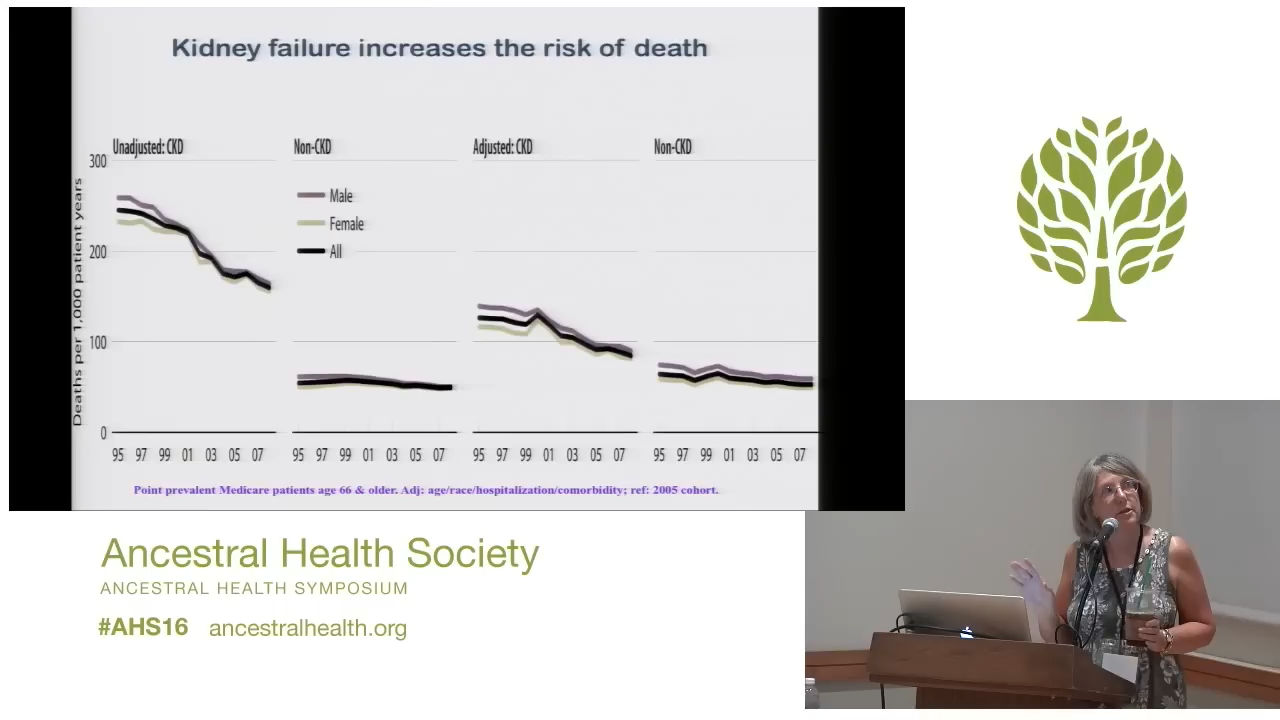 Kidney failure increases the risk of death
Unadjusted: CKD
Non-CKD
Adjusted: CKD
Non-CKD
Deaths per 1,000 patient years
300
200
100
0
Male
Female
All
95 97 99 01 03 05 07
95 97 99 01 03 05 07
95 97 99 01 03 05 07
95 97 99 01 03 05 07
Point prevalent Medicare patients age 66 & older. Adj: age/race/hospitalization/comorbidity; ref: 2005 cohort.
Ancestral Health Society
ANCESTRAL HEALTH SYMPOSIUM
#AHS16 ancestralhealth.org